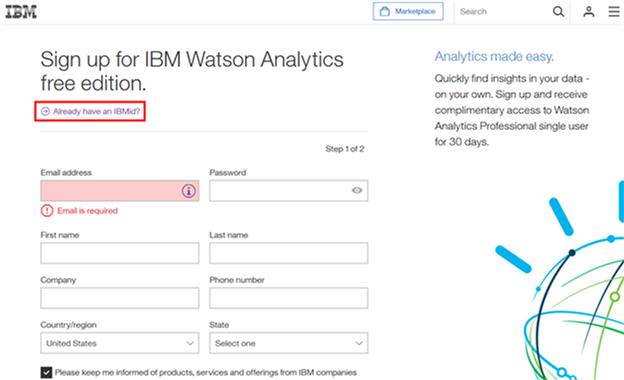 IBM
Marketplace
Search
Sign up for IBM Watson Analytics
free edition.
Already have an IBMid?
Step 1 of 2
Email address
Password
Email is required
First name
Last name
Company
Phone number
Country/region
State
United States
Select one
Please keep me informed of products, services and offerings from IBM companies
Analytics made easy.
Quickly find insights in your data -
on your own. Sign up and receive
complimentary access to Watson
Analytics Professional single user
for 30 days.